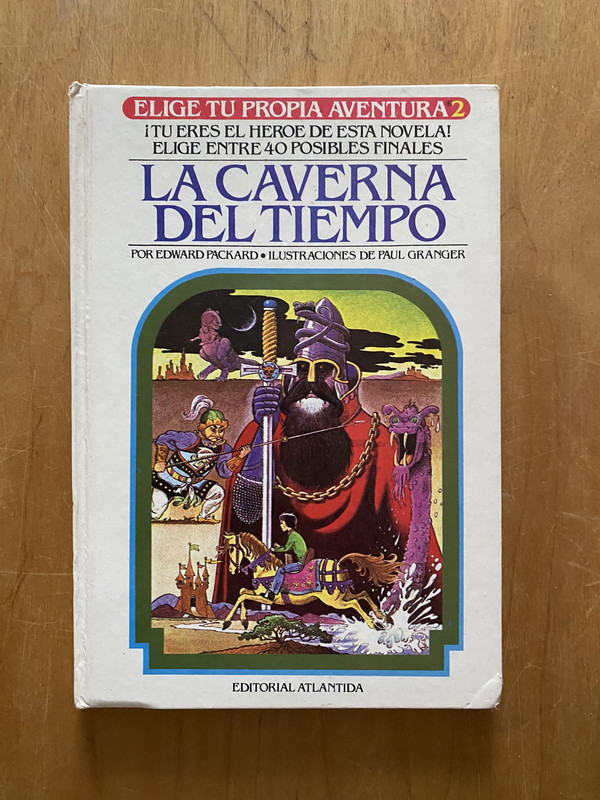 ELIGE TU PROPIA AVENTURA® 2
¡TU ERES EL HEROE DE ESTA NOVELA!
ELIGE ENTRE 40 POSIBLES FINALES
LA CAVERNA
DEL TIEMPO
POR EDWARD PACKARD • ILUSTRACIONES DE PAUL GRANGER
EDITORIAL ATLANTIDA